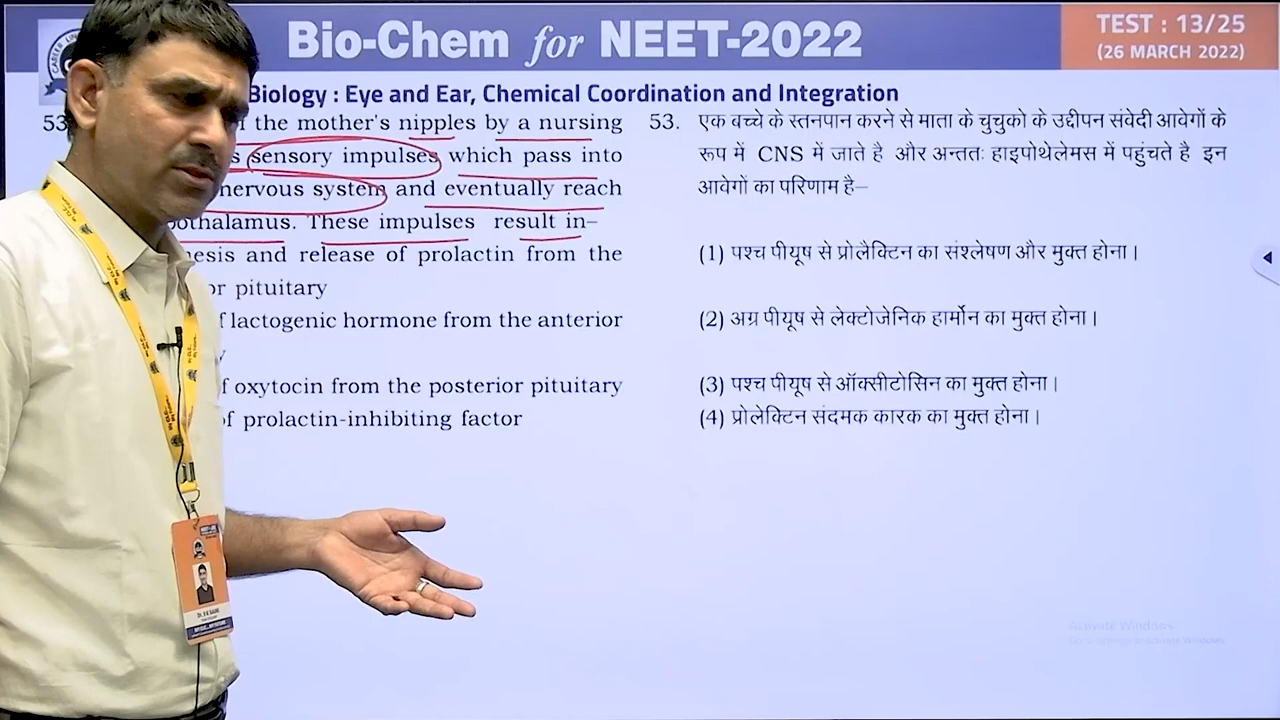 Bio-Chem for NEET-2022
TEST : 13/25
(26 MARCH 2022)
Biology : Eye and Ear, Chemical Coordination and Integration
53
the mother's nipples by a nursing
sensory impulses which pass into
nervous system and eventually reach
These impulses result in–
and release of prolactin from the
pituitary
lactogenic hormone from the anterior
oxytocin from the posterior pituitary
of prolactin-inhibiting factor
53. एक बच्चे के स्तनपान करने से माता के चुचुको के उद्दीपन संवेदी आवेगों के
रूप में CNS में जाते है और अन्ततः हाइपोथेलेमस में पहुंचते है इन
आवेगों का परिणाम है–
(1) पश्च पीयूष से प्रोलैक्टिन का संश्लेषण और मुक्त होना।
(2) अग्र पीयूष से लेक्टोजेनिक हार्मोन का मुक्त होना।
(3) पश्च पीयूष से ऑक्सीटोसिन का मुक्त होना।
(4) प्रोलेक्टिन संदमक कारक का मुक्त होना।
Activate Windows